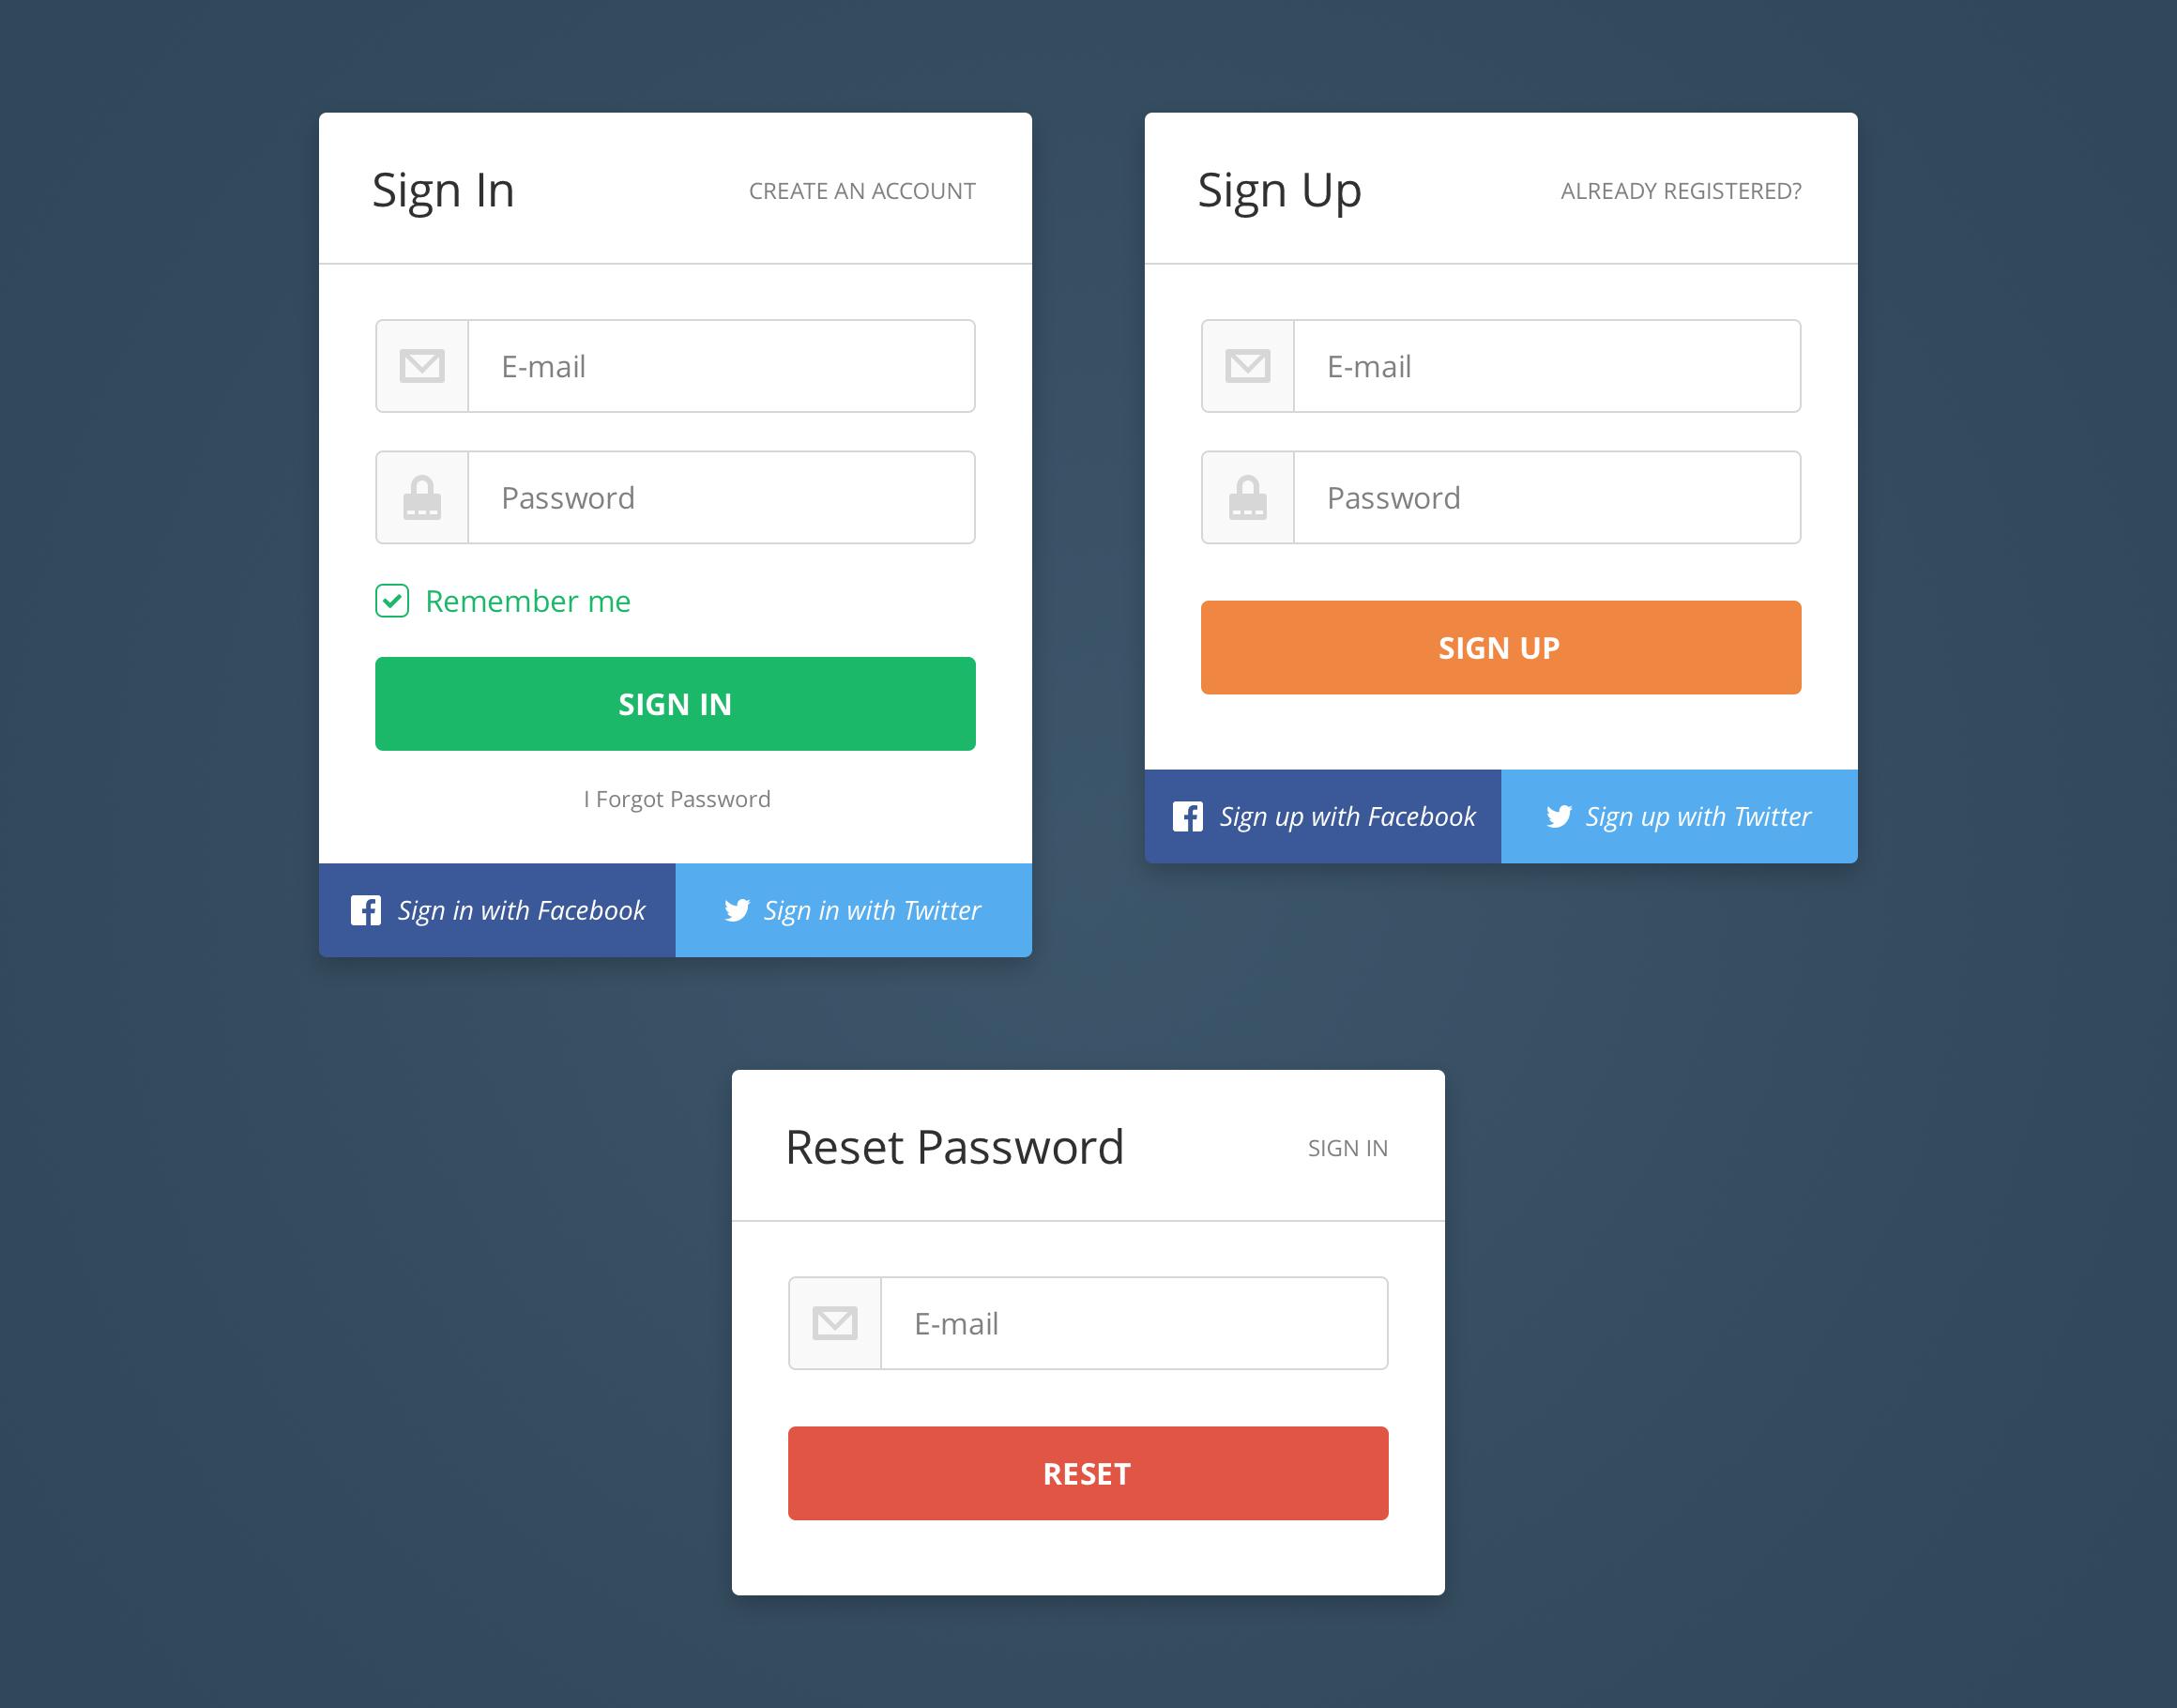 Sign In
CREATE AN ACCOUNT
E-mail
Password
Remember me
SIGN IN
I Forgot Password
Sign in with Facebook
Sign in with Twitter
Sign Up
ALREADY REGISTERED?
E-mail
Password
SIGN UP
Sign up with Facebook
Sign up with Twitter
Reset Password
SIGN IN
E-mail
RESET